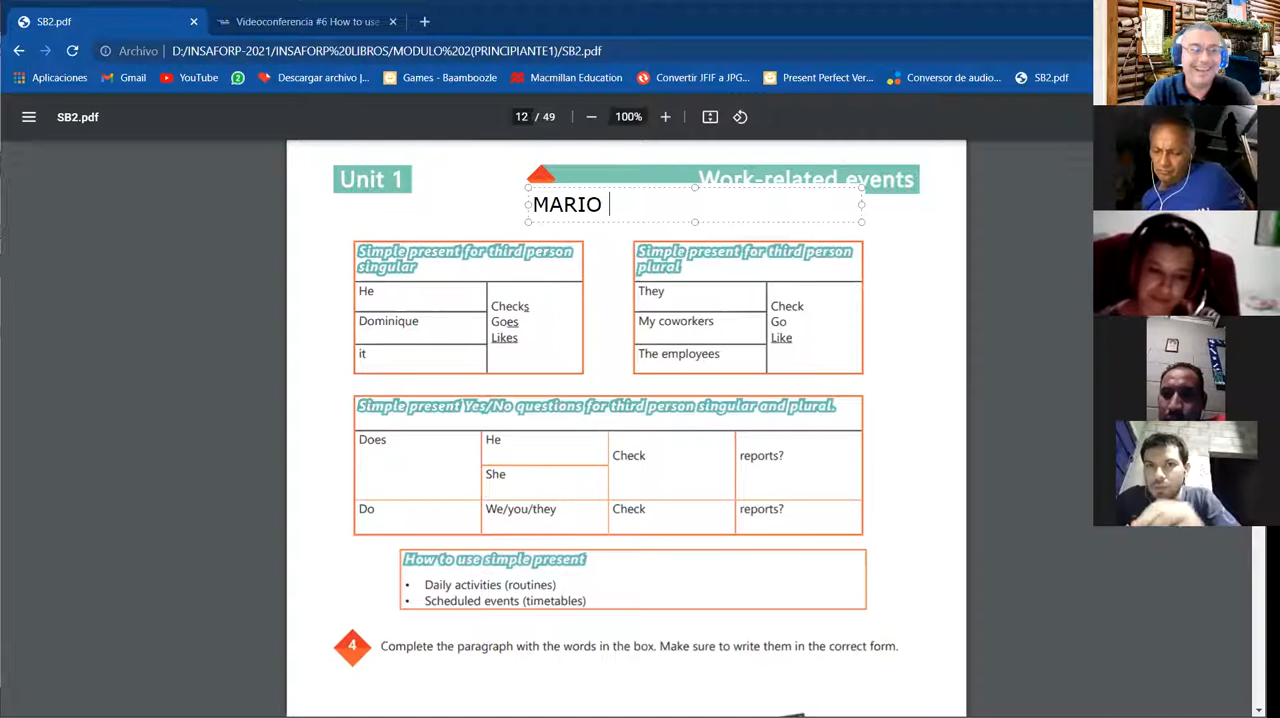 SB2.pdf
Videoconferencia #6 How to use
Archivo D:/INSAFORP-2021/INSAFORP%20LIBROS/MODULO%202(PRINCIPIANTE1)/SB2.pdf
Aplicaciones Gmail YouTube Descargar archivo |... Games - Baamboozle Macmillan Education Convertir JFIF a JPG... Present Perfect Ver... Conversor de audio... SB2.pdf
SB2.pdf 12 / 49 100%
Unit 1
Work-related events
MARIO
Simple present for third person
singular
He
Dominique
it
Checks
Goes
Likes
Simple present for third person
plural
They
My coworkers
The employees
Check
Go
Like
Simple present Yes/No questions for third person singular and plural.
Does He Check reports?
She
Do We/you/they Check reports?
How to use simple present
• Daily activities (routines)
• Scheduled events (timetables)
4 Complete the paragraph with the words in the box. Make sure to write them in the correct form.